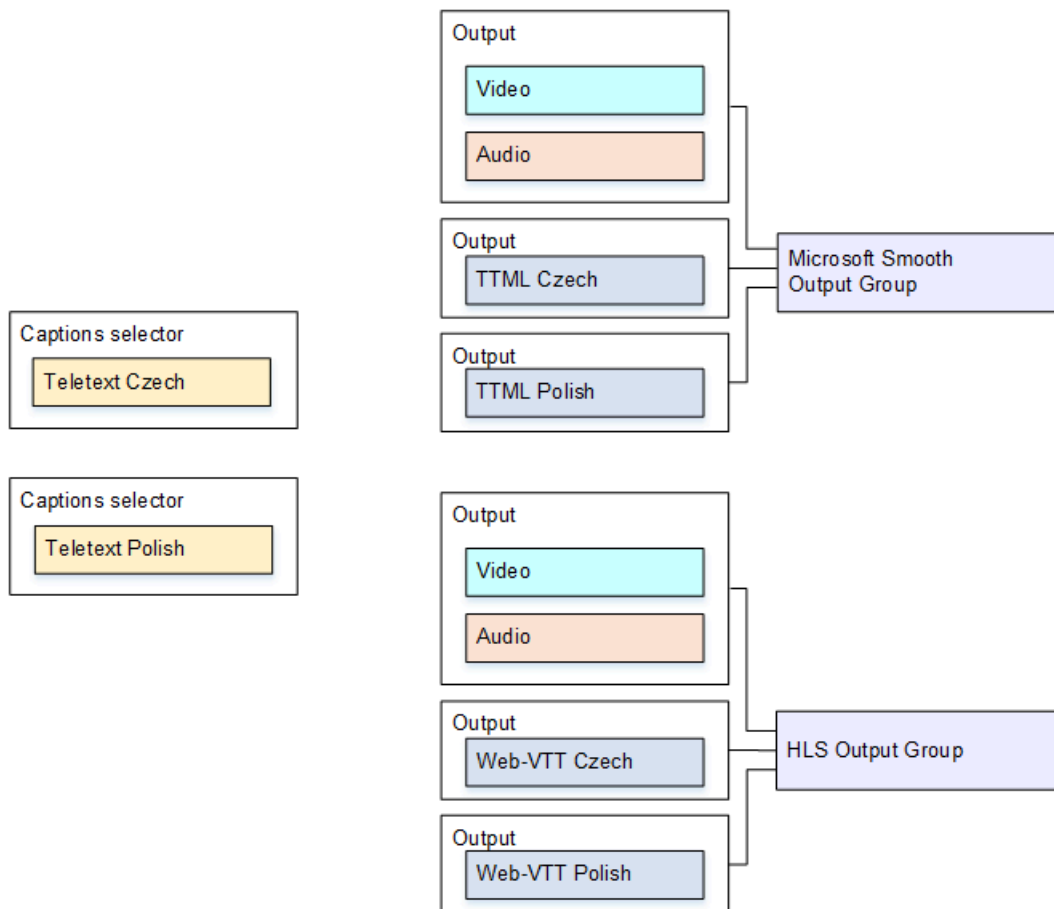 Captions selector
Teletext Czech
Captions selector
Teletext Polish
Output
Video
Audio
Output
TTML Czech
Output
TTML Polish
Microsoft Smooth
Output Group
Output
Video
Audio
Output
Web-VTT Czech
Output
Web-VTT Polish
HLS Output Group